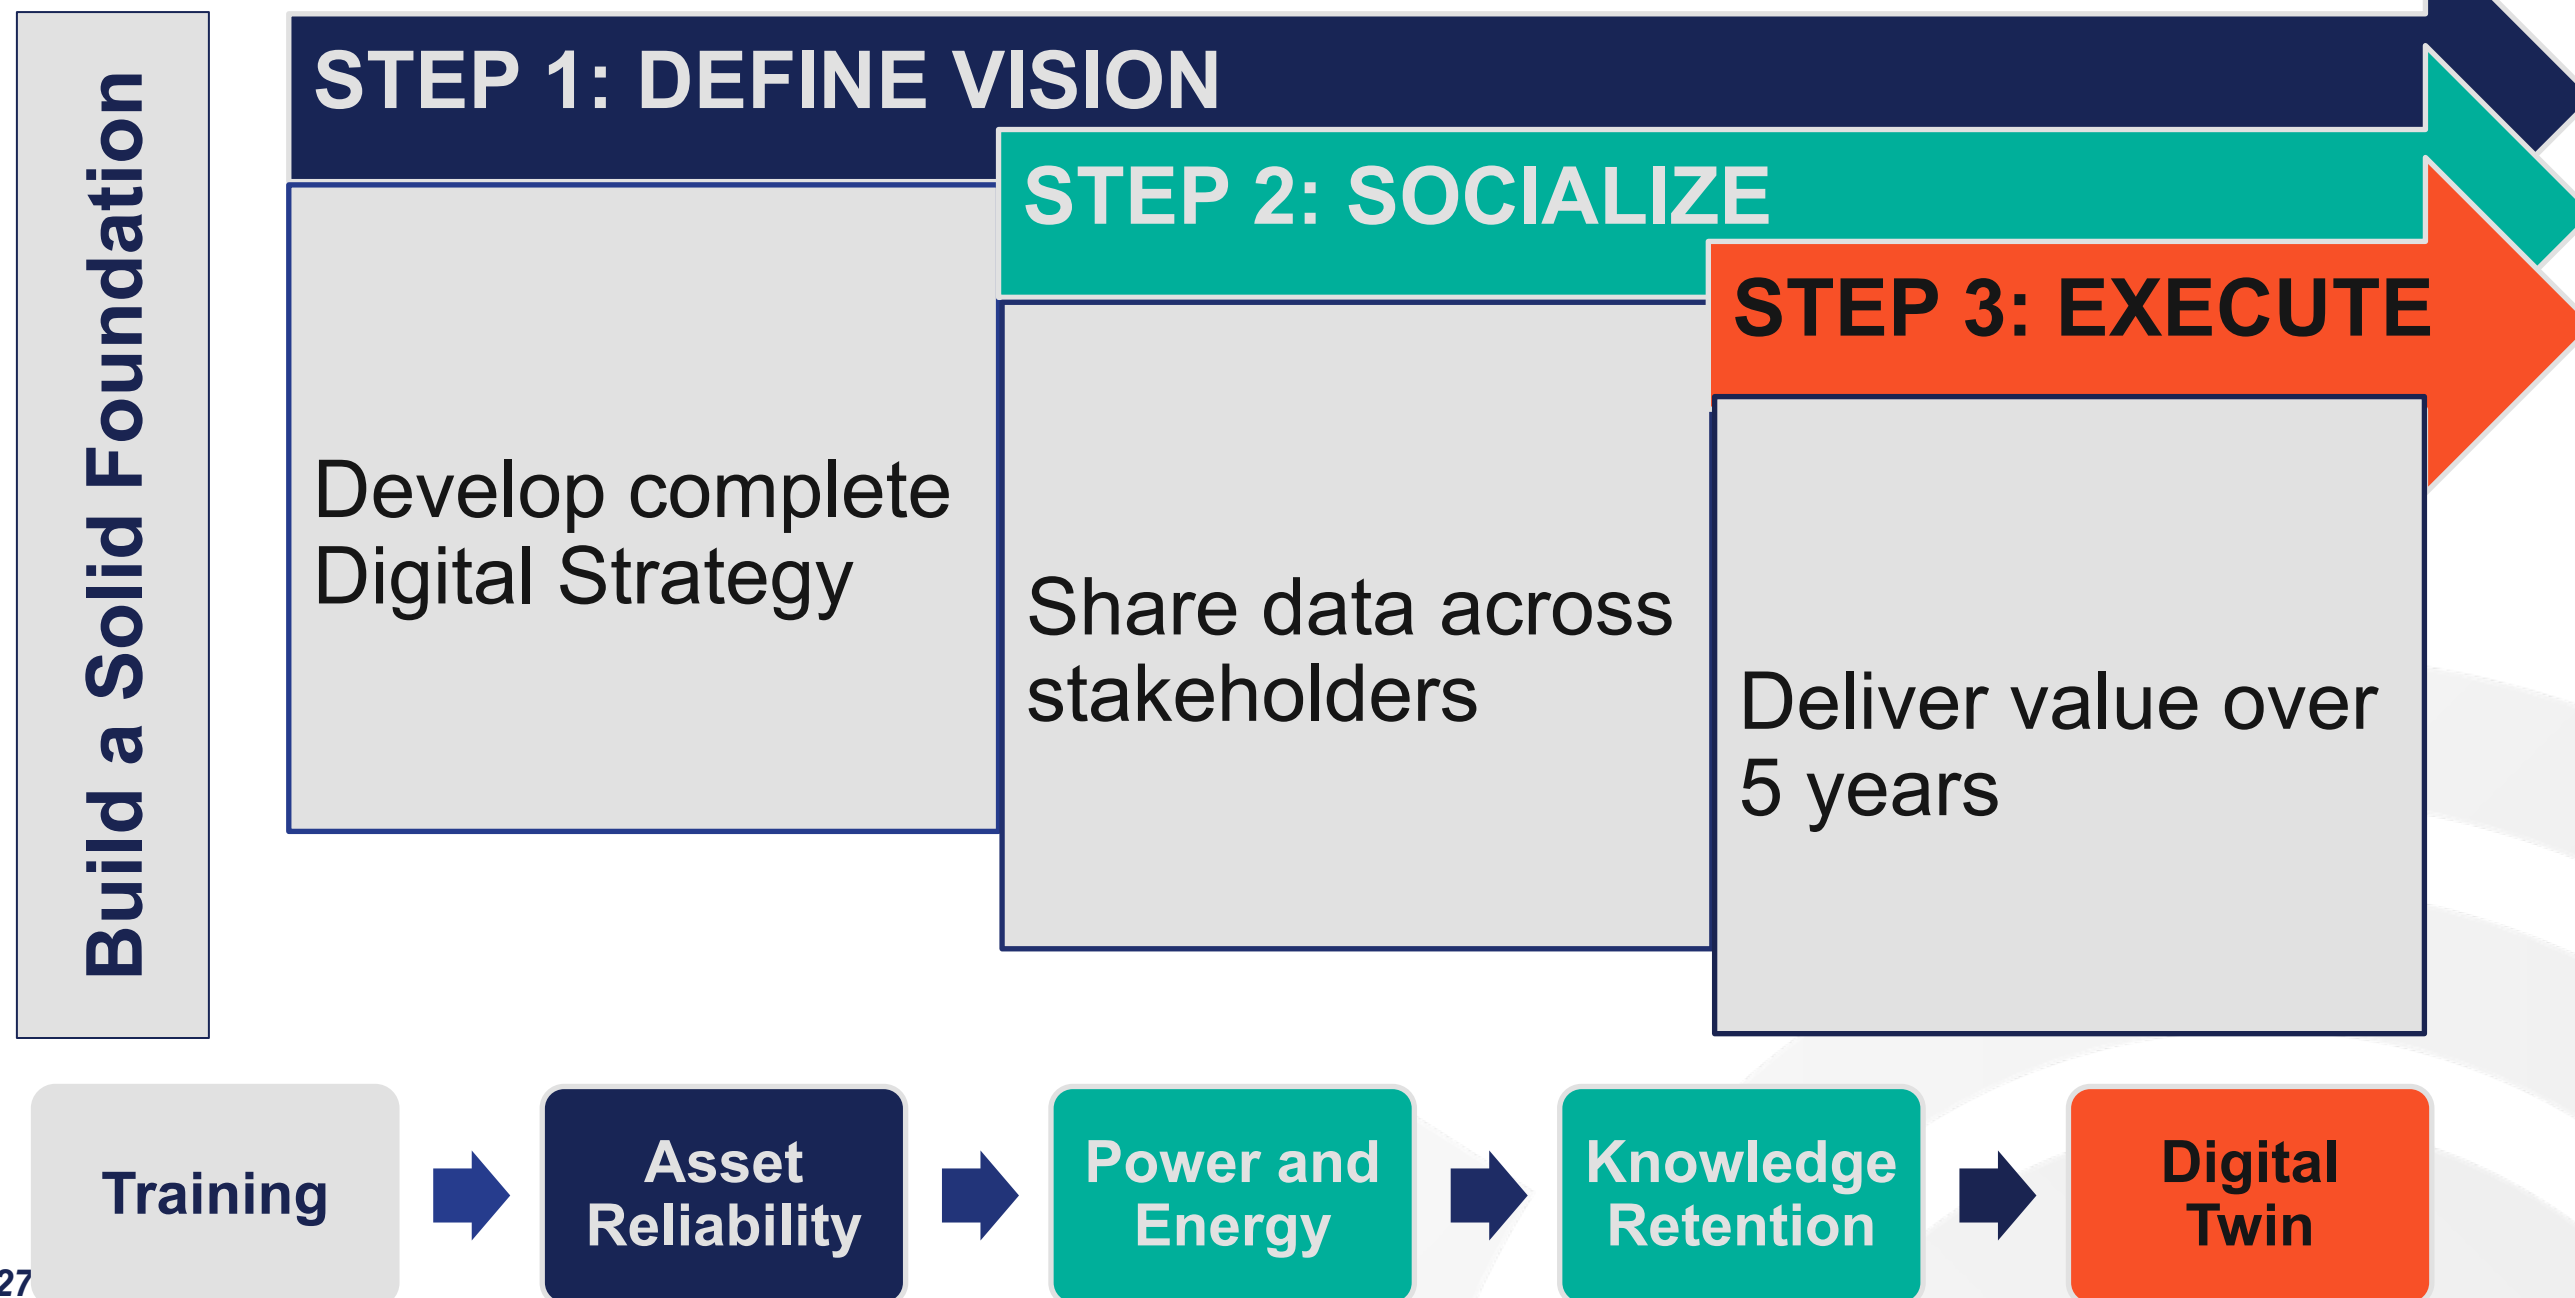 Build a Solid Foundation
STEP 1: DEFINE VISION
Develop complete
Digital Strategy
STEP 2: SOCIALIZE
Share data across
stakeholders
STEP 3: EXECUTE
Deliver value over
5 years
Training
Asset
Reliability
Power and
Energy
Knowledge
Retention
Digital
Twin
27